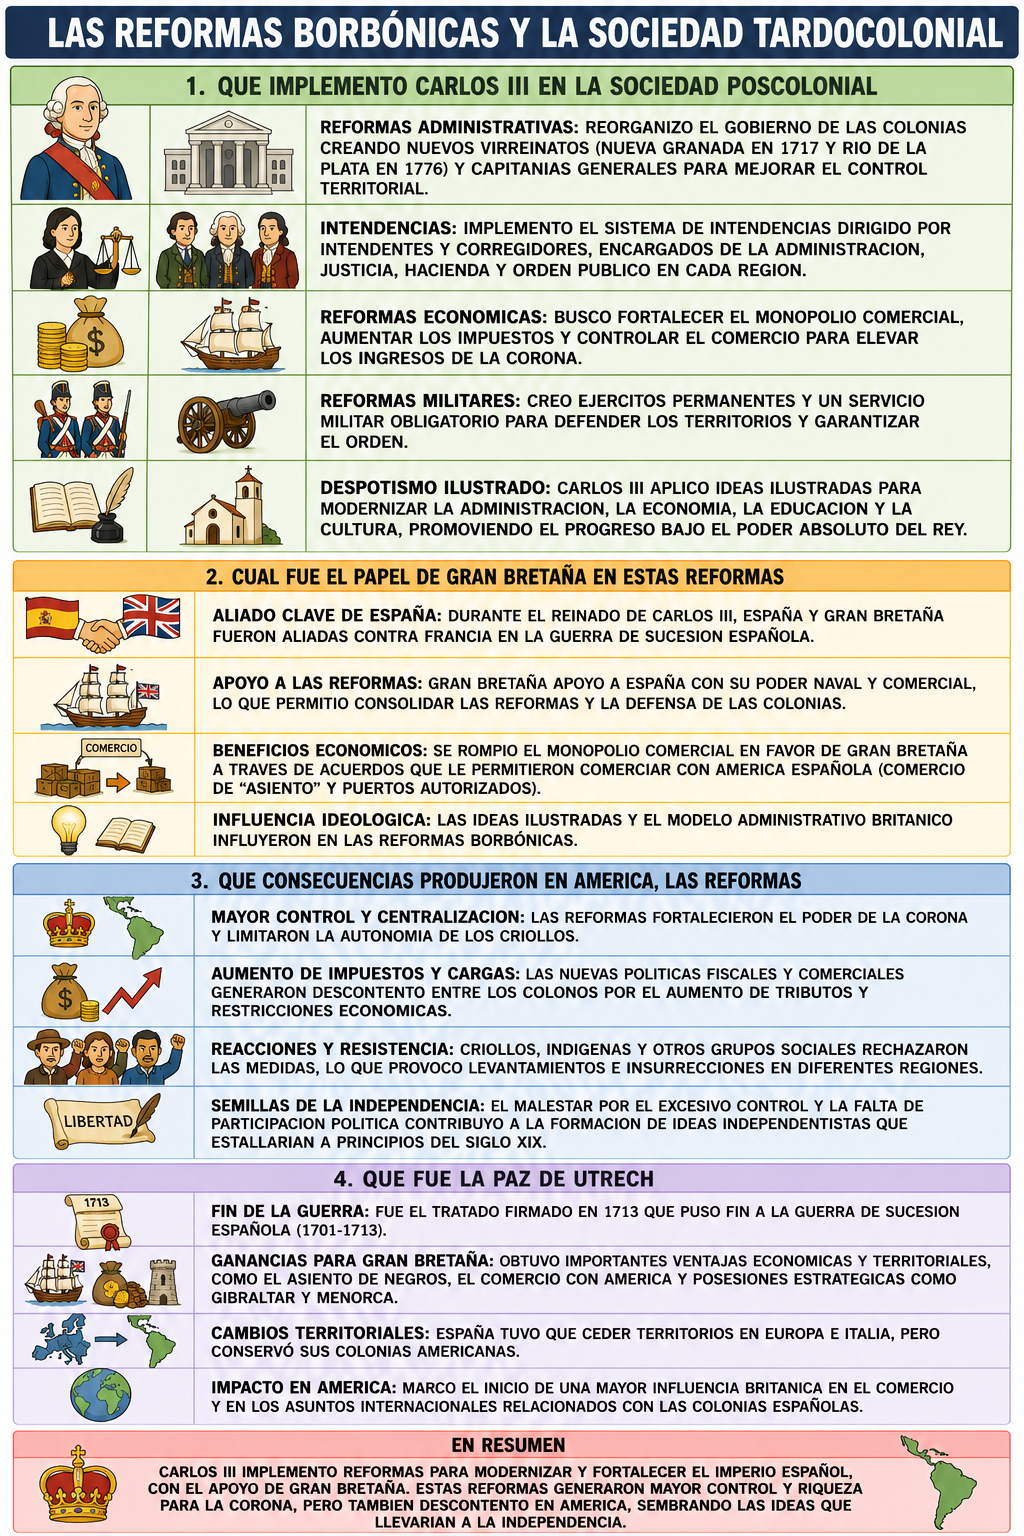 LAS REFORMAS BORBÓNICAS Y LA SOCIEDAD TARDOCOLONIAL
1. QUE IMPLEMENTO CARLOS III EN LA SOCIEDAD POSCOLONIAL
REFORMAS ADMINISTRATIVAS: REORGANIZO EL GOBIERNO DE LAS COLONIAS
CREANDO NUEVOS VIRREINATOS (NUEVA GRANADA EN 1717 Y RIO DE LA
PLATA EN 1776) Y CAPITANIAS GENERALES PARA MEJORAR EL CONTROL
TERRITORIAL.
INTENDENCIAS: IMPLEMENTO EL SISTEMA DE INTENDENCIAS DIRIGIDO POR
INTENDENTES Y CORREGIDORES, ENCARGADOS DE LA ADMINISTRACION,
JUSTICIA, HACIENDA Y ORDEN PUBLICO EN CADA REGION.
$
REFORMAS ECONOMICAS: BUSCO FORTALECER EL MONOPOLIO COMERCIAL,
AUMENTAR LOS IMPUESTOS Y CONTROLAR EL COMERCIO PARA ELEVAR
LOS INGRESOS DE LA CORONA.
REFORMAS MILITARES: CREO EJERCITOS PERMANENTES Y UN SERVICIO
MILITAR OBLIGATORIO PARA DEFENDER LOS TERRITORIOS Y GARANTIZAR
EL ORDEN.
DESPOTISMO ILUSTRADO: CARLOS III APLICO IDEAS ILUSTRADAS PARA
MODERNIZAR LA ADMINISTRACION, LA ECONOMIA, LA EDUCACION Y LA
CULTURA, PROMOVIENDO EL PROGRESO BAJO EL PODER ABSOLUTO DEL REY.
2. CUAL FUE EL PAPEL DE GRAN BRETAÑA EN ESTAS REFORMAS
ALIADO CLAVE DE ESPAÑA: DURANTE EL REINADO DE CARLOS III, ESPAÑA Y GRAN BRETAÑA
FUERON ALIADAS CONTRA FRANCIA EN LA GUERRA DE SUCESION ESPAÑOLA.
APOYO A LAS REFORMAS: GRAN BRETAÑA APOYO A ESPAÑA CON SU PODER NAVAL Y COMERCIAL,
LO QUE PERMITIO CONSOLIDAR LAS REFORMAS Y LA DEFENSA DE LAS COLONIAS.
COMERCIO
BENEFICIOS ECONOMICOS: SE ROMPIO EL MONOPOLIO COMERCIAL EN FAVOR DE GRAN BRETAÑA
A TRAVES DE ACUERDOS QUE LE PERMITIERON COMERCIAR CON AMERICA ESPAÑOLA (COMERCIO
DE “ASIENTO” Y PUERTOS AUTORIZADOS).
INFLUENCIA IDEOLOGICA: LAS IDEAS ILUSTRADAS Y EL MODELO ADMINISTRATIVO BRITANICO
INFLUYERON EN LAS REFORMAS BORBÓNICAS.
3. QUE CONSECUENCIAS PRODUJERON EN AMERICA, LAS REFORMAS
MAYOR CONTROL Y CENTRALIZACION: LAS REFORMAS FORTALECIERON EL PODER DE LA CORONA
Y LIMITARON LA AUTONOMIA DE LOS CRIOLLOS.
$
AUMENTO DE IMPUESTOS Y CARGAS: LAS NUEVAS POLITICAS FISCALES Y COMERCIALES
GENERARON DESCONTENTO ENTRE LOS COLONOS POR EL AUMENTO DE TRIBUTOS Y
RESTRICCIONES ECONOMICAS.
REACCIONES Y RESISTENCIA: CRIOLLOS, INDIGENAS Y OTROS GRUPOS SOCIALES RECHAZARON
LAS MEDIDAS, LO QUE PROVOCO LEVANTAMIENTOS E INSURRECCIONES EN DIFERENTES REGIONES.
LIBERTAD
SEMILLAS DE LA INDEPENDENCIA: EL MALESTAR POR EL EXCESIVO CONTROL Y LA FALTA DE
PARTICIPACION POLITICA CONTRIBUYO A LA FORMACION DE IDEAS INDEPENDENTISTAS QUE
ESTALLARIAN A PRINCIPIOS DEL SIGLO XIX.
4. QUE FUE LA PAZ DE UTRECH
1713
FIN DE LA GUERRA: FUE EL TRATADO FIRMADO EN 1713 QUE PUSO FIN A LA GUERRA DE SUCESION
ESPAÑOLA (1701-1713).
GANANCIAS PARA GRAN BRETAÑA: OBTUVO IMPORTANTES VENTAJAS ECONOMICAS Y TERRITORIALES,
COMO EL ASIENTO DE NEGROS, EL COMERCIO CON AMERICA Y POSESIONES ESTRATEGICAS COMO
GIBRALTAR Y MENORCA.
CAMBIOS TERRITORIALES: ESPAÑA TUVO QUE CEDER TERRITORIOS EN EUROPA E ITALIA, PERO
CONSERVÓ SUS COLONIAS AMERICANAS.
IMPACTO EN AMERICA: MARCO EL INICIO DE UNA MAYOR INFLUENCIA BRITANICA EN EL COMERCIO
Y EN LOS ASUNTOS INTERNACIONALES RELACIONADOS CON LAS COLONIAS ESPAÑOLAS.
EN RESUMEN
CARLOS III IMPLEMENTO REFORMAS PARA MODERNIZAR Y FORTALECER EL IMPERIO ESPAÑOL,
CON EL APOYO DE GRAN BRETAÑA. ESTAS REFORMAS GENERARON MAYOR CONTROL Y RIQUEZA
PARA LA CORONA, PERO TAMBIEN DESCONTENTO EN AMERICA, SEMBRANDO LAS IDEAS QUE
LLEVARIAN A LA INDEPENDENCIA.